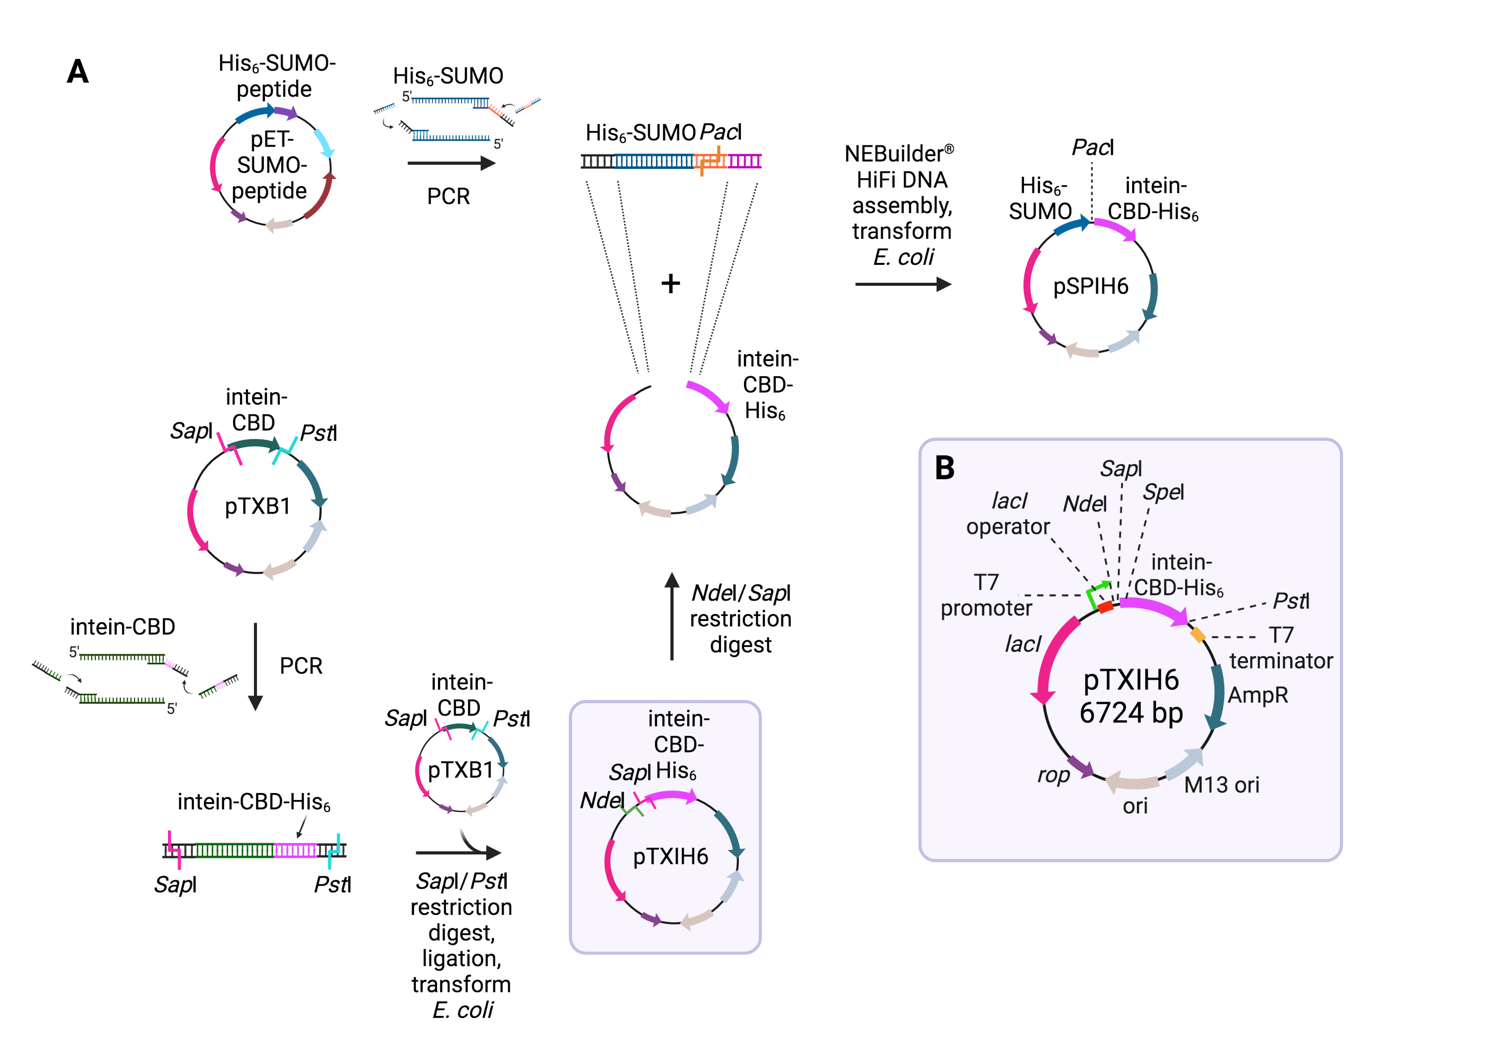 A
His₆-SUMO-
peptide
pET-
SUMO-
peptide
His₆-SUMO
5'
5'
PCR
His₆-SUMO PacI
+
NEBuilder®
HiFi DNA
assembly,
transform
E. coli
PacI
His₆-
SUMO
intein-
CBD-His₆
pSPIH6
intein-
CBD-
His₆
intein-
CBD
SapI
PstI
pTXB1
intein-CBD
5'
5'
PCR
intein-CBD-His₆
SapI
PstI
intein-
CBD
SapI
PstI
pTXB1
SapI/PstI
restriction
digest,
ligation,
transform
E. coli
NdeI/SapI
restriction
digest
intein-
CBD-
His₆
SapI
NdeI
pTXIH6
B
SapI
SpeI
NdeI
lacI
operator
intein-
CBD-His₆
T7
promoter
PstI
T7
terminator
lacI
pTXIH6
6724 bp
AmpR
rop
ori
M13 ori